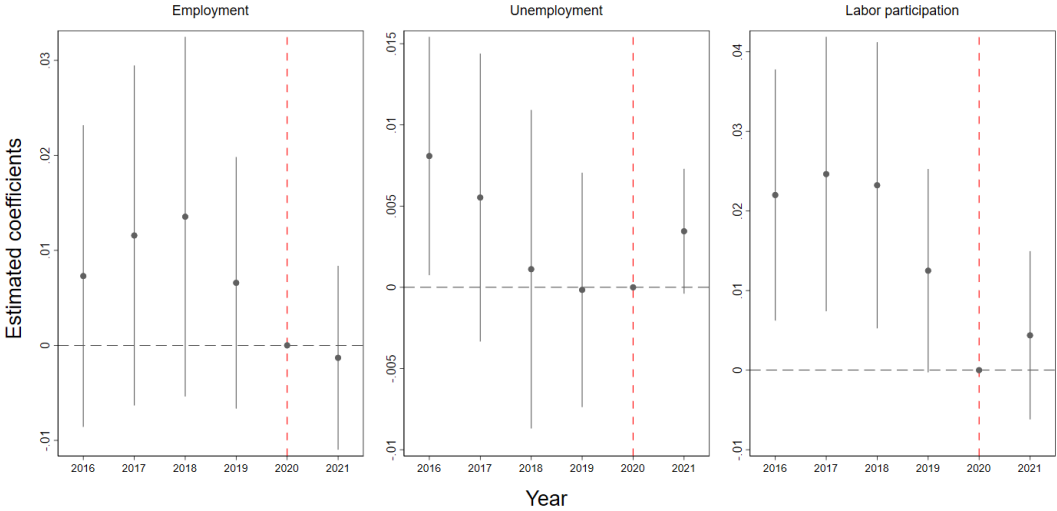 Employment
Unemployment
Labor participation
Estimated coefficients
.03
.02
.01
0
-.01
.015
.01
.005
0
-.005
-.01
.04
.03
.02
.01
0
-.01
2016 2017 2018 2019 2020 2021
2016 2017 2018 2019 2020 2021
2016 2017 2018 2019 2020 2021
Year